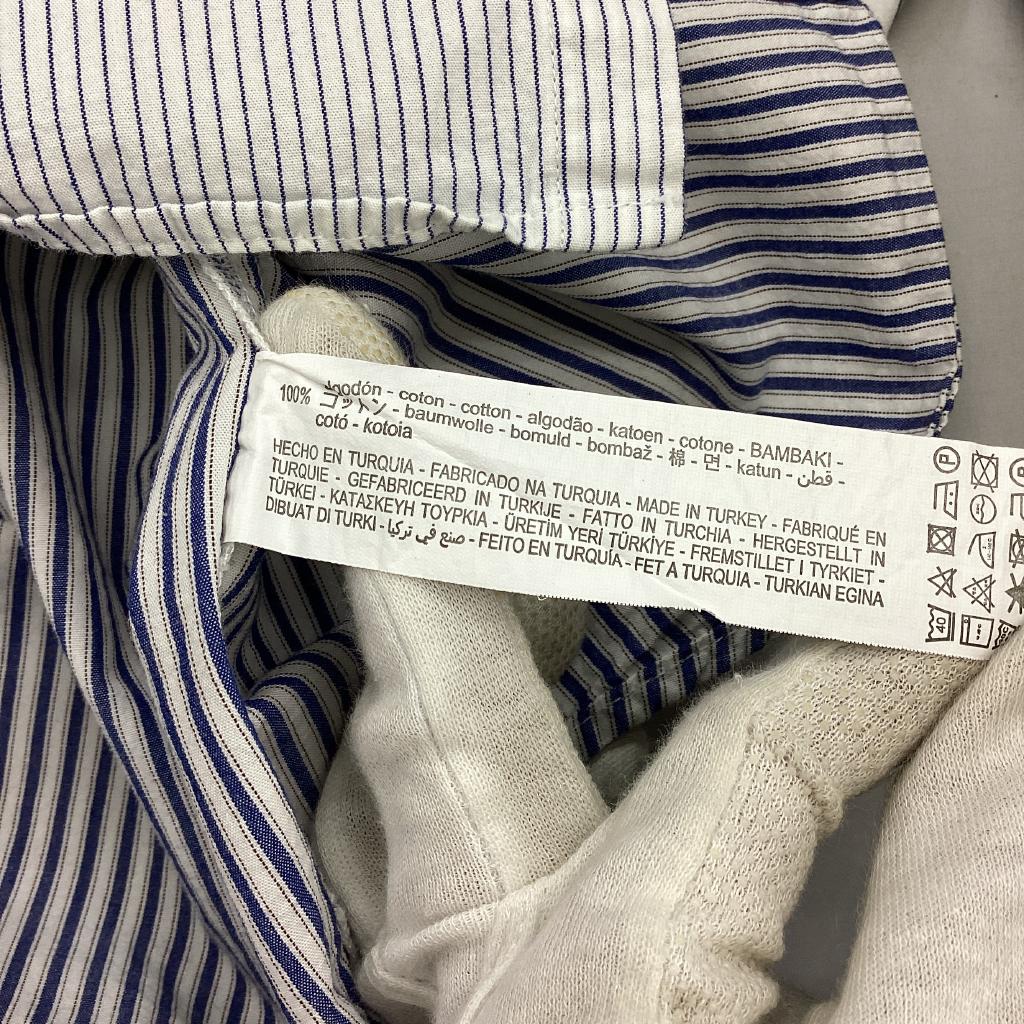 100% algodón - coton - cotton - algodão - katoen - cotone - BAMBAKI -
コットン - baumwolle - bomuld - bombaž - 棉 - 면 - katun - قطن -
cotó - kotoia
HECHO EN TURQUIA - FABRICADO NA TURQUIA - MADE IN TURKEY - FABRIQUÉ EN
TURQUIE - GEFABRICEERD IN TURKIJE - FATTO IN TURCHIA - HERGESTELLT IN
TÜRKEI - ΚΑΤΑΣΚΕΥΗ ΤΟΥΡΚΙΑ - ÜRETİM YERİ TÜRKİYE - FREMSTILLET I TYRKIET -
DIBUAT DI TURKI - صنع في تركيا - FEITO EN TURQUÍA - FET A TURQUIA - TURKIAN EGINA
P
40